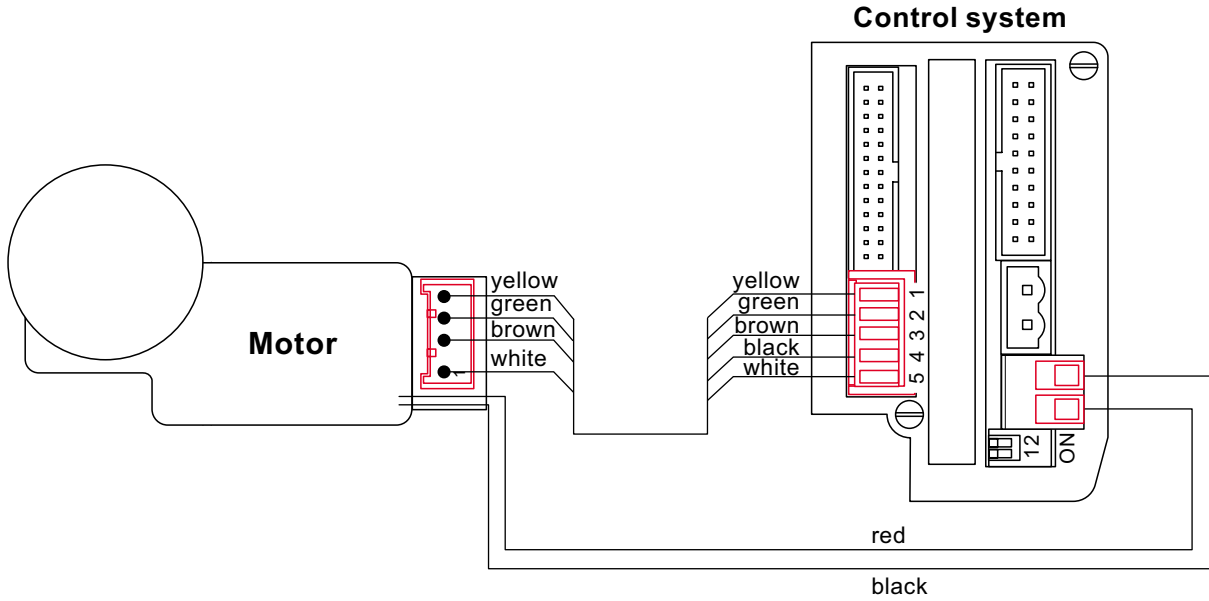 Control system
Motor
yellow
green
brown
white
1
yellow
green
brown
black
white
1
2
3
4
5
12
ON
red
black